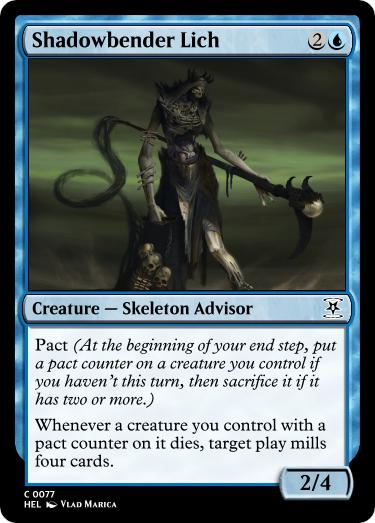 Shadowbender Lich 2
Creature — Skeleton Advisor
Pact (At the beginning of your end step, put
a pact counter on a creature you control if
you haven't this turn, then sacrifice it if it
has two or more.)
Whenever a creature you control with a
pact counter on it dies, target play mills
four cards.
2/4
C 0077
HEL Vlad Marica